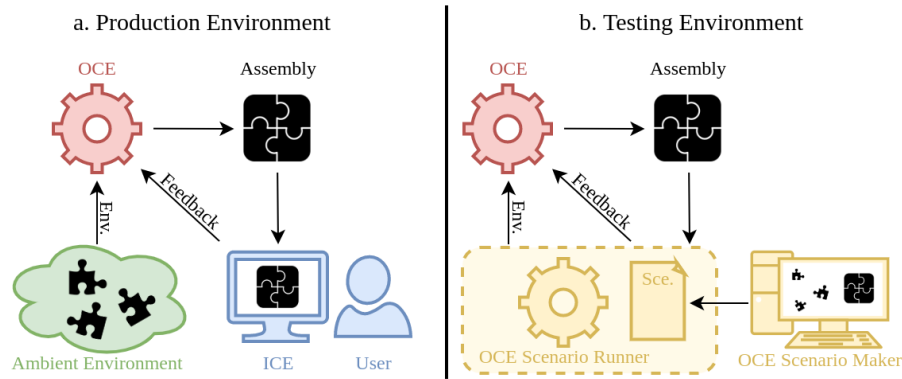 a. Production Environment
OCE
Assembly
Env.
Feedback
Ambient Environment
ICE
User
b. Testing Environment
OCE
Assembly
Env.
Feedback
Sce.
OCE Scenario Runner
OCE Scenario Maker